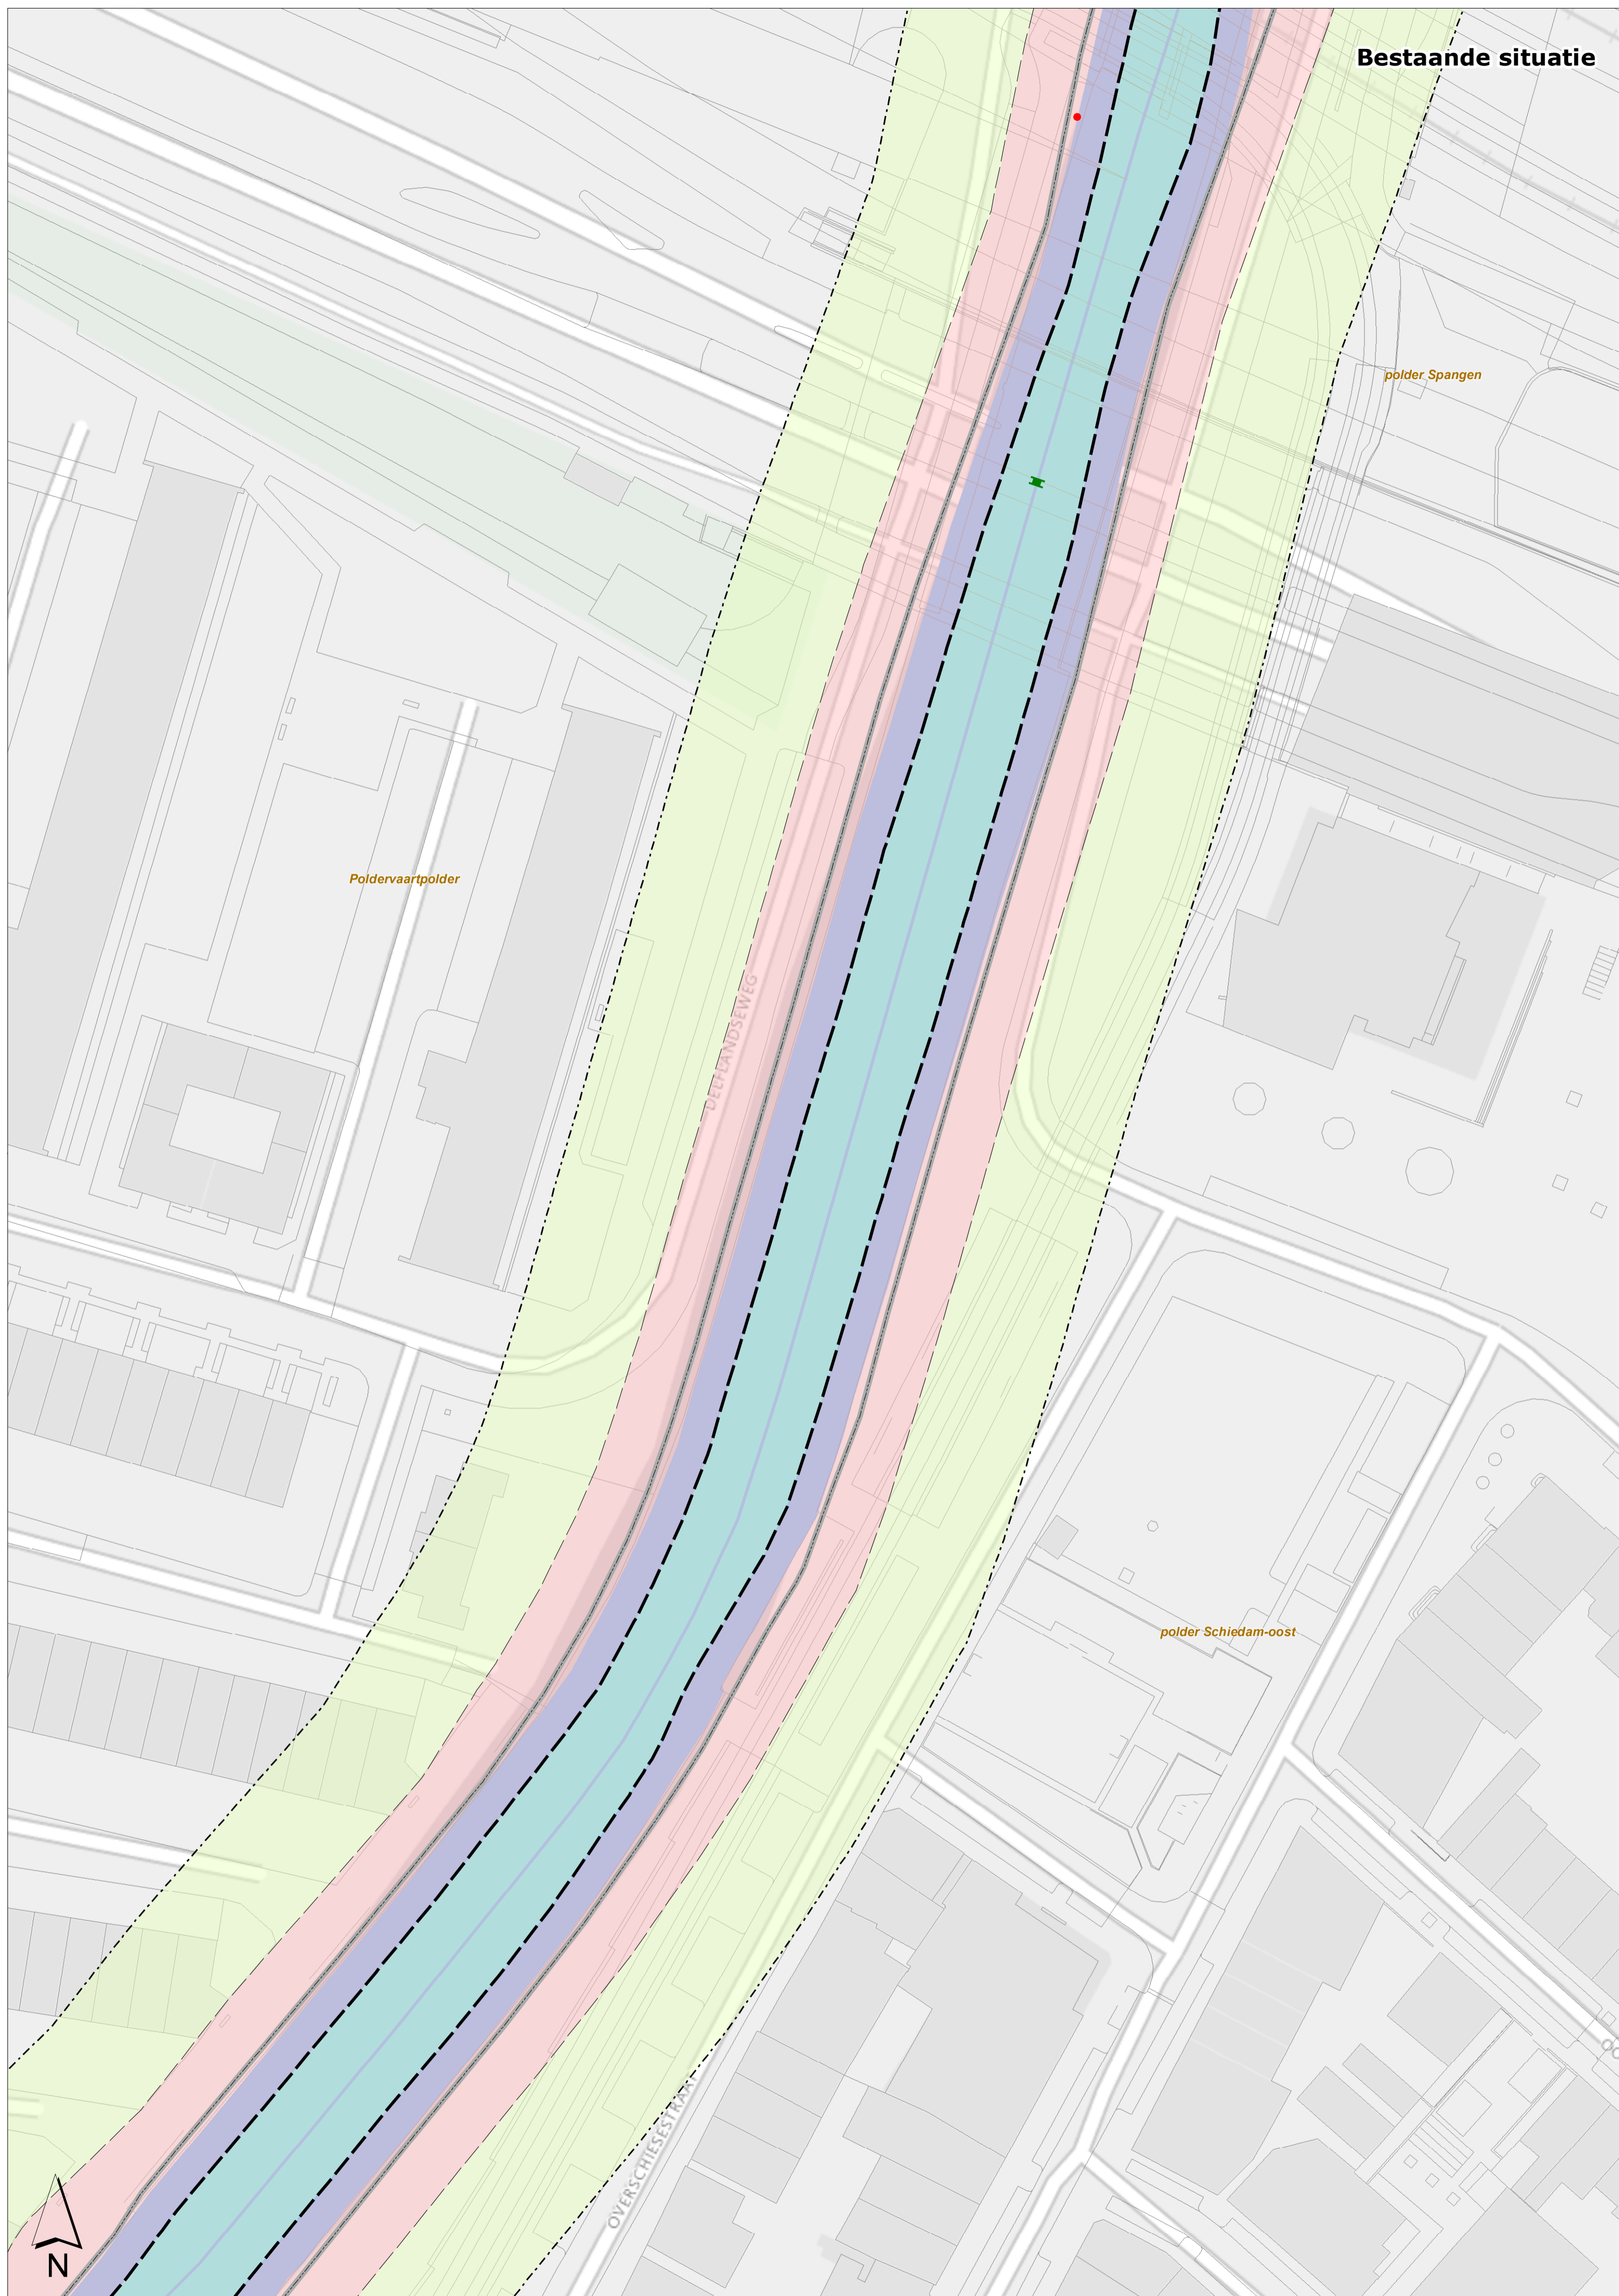 Bestaande situatie
polder Spangen
Poldervaartpolder
DELFLANDSEWEG
polder Schiedam-oost
OVERSCHIESESTRAAT
N